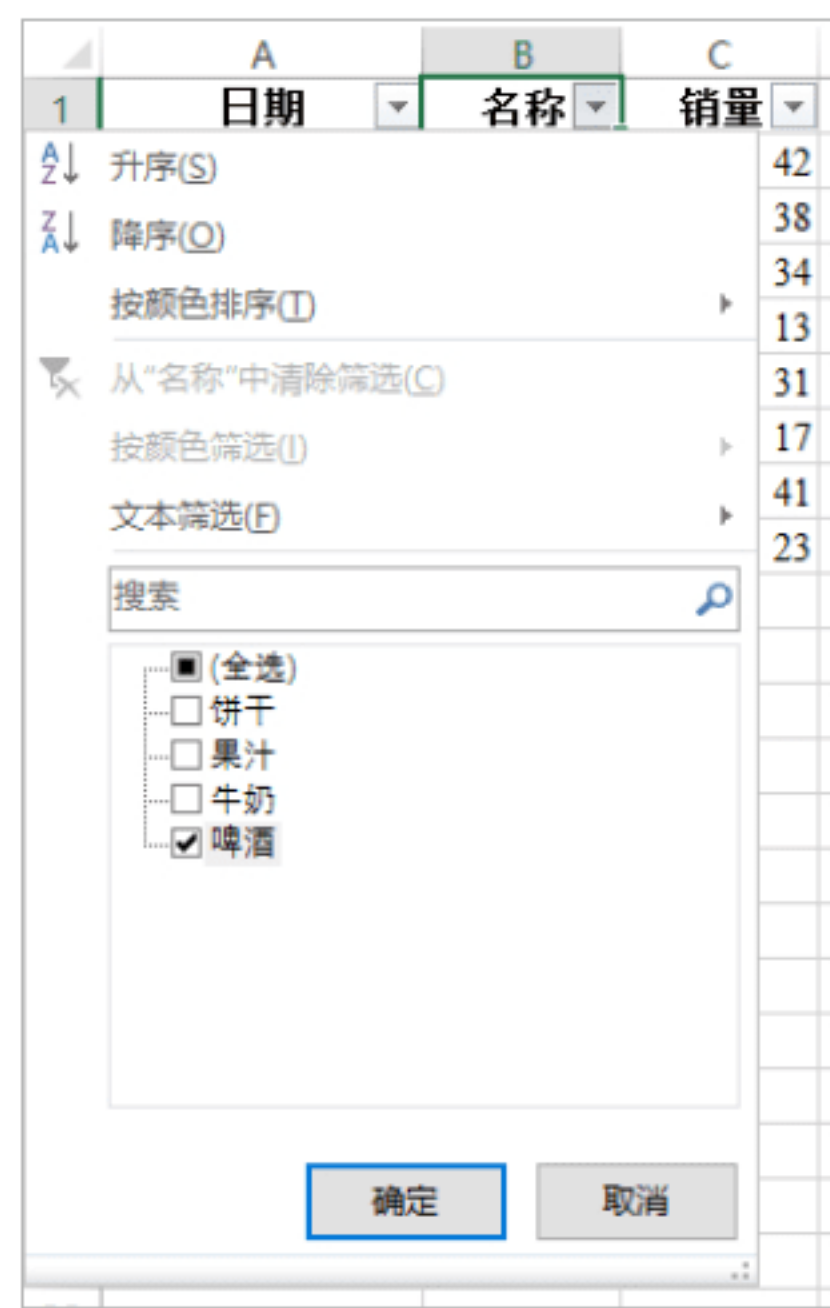 A B C
1 日期 名称 销量
升序(S) 42
降序(O) 38
34
按颜色排序(T)
13
从“名称”中清除筛选(C) 31
按颜色筛选(I) 17
41
文本筛选(F)
23
搜索
(全选)
饼干
果汁
牛奶
啤酒
确定 取消